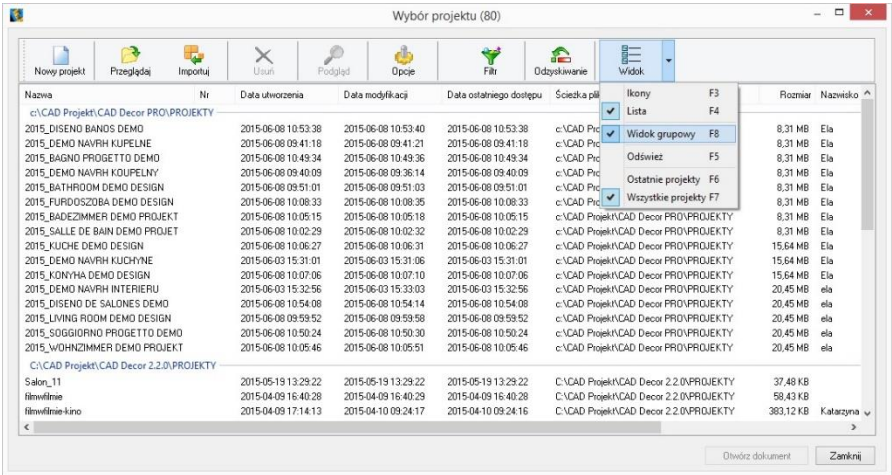 Wybór projektu (80)
Nowy projekt Przeglądaj Importuj Usuń Podgląd Opcje Filtr Odzyskiwanie Widok
Nazwa Nr Data utworzenia Data modyfikacji Data ostatniego dostępu Ścieżka pli Rozmiar Nazwisko
Ikony F3
Lista F4
Widok grupowy F8
Odśwież F5
Ostatnie projekty F6
Wszystkie projekty F7
c:\CAD Projekt\CAD Decor PRO\PROJEKTY
2015_DISENO BANOS DEMO 2015-06-08 10:53:38 2015-06-08 10:53:40 2015-06-08 10:53:38 c:\CAD Pro 8,31 MB Ela
2015_DEMO NAVRH KUPELNE 2015-06-08 09:41:18 2015-06-08 09:41:21 2015-06-08 09:41:18 c:\CAD Pro 8,31 MB Ela
2015_BAGNO PROGETTO DEMO 2015-06-08 10:49:34 2015-06-08 10:49:36 2015-06-08 10:49:34 c:\CAD Pro 8,31 MB Ela
2015_DEMO NAVRH KOUPELNY 2015-06-08 09:40:09 2015-06-08 09:36:14 2015-06-08 09:40:09 c:\CAD Pro 8,31 MB Ela
2015_BATHROOM DEMO DESIGN 2015-06-08 09:51:01 2015-06-08 09:51:03 2015-06-08 09:51:01 c:\CAD Pro 8,31 MB Ela
2015_FURDOSZOBA DEMO DESIGN 2015-06-08 10:08:33 2015-06-08 10:08:35 2015-06-08 10:08:33 c:\CAD Pro 8,31 MB Ela
2015_BADEZIMMER DEMO PROJEKT 2015-06-08 10:05:15 2015-06-08 10:05:18 2015-06-08 10:05:15 c:\CAD Projekt\CAD Decor PRO\PROJEKTY 8,31 MB Ela
2015_SALLE DE BAIN DEMO PROJET 2015-06-08 10:02:29 2015-06-08 10:02:32 2015-06-08 10:02:29 c:\CAD Projekt\CAD Decor PRO\PROJEKTY 8,31 MB Ela
2015_KUCHE DEMO DESIGN 2015-06-08 10:06:27 2015-06-08 10:06:31 2015-06-08 10:06:27 c:\CAD Projekt\CAD Decor PRO\PROJEKTY 15,64 MB Ela
2015_DEMO NAVRH KUCHYNE 2015-06-03 15:31:01 2015-06-03 15:31:06 2015-06-03 15:31:01 c:\CAD Projekt\CAD Decor PRO\PROJEKTY 15,64 MB Ela
2015_KONYHA DEMO DESIGN 2015-06-08 10:07:06 2015-06-08 10:07:10 2015-06-08 10:07:06 c:\CAD Projekt\CAD Decor PRO\PROJEKTY 15,64 MB Ela
2015_DEMO NAVRH INTERIERU 2015-06-03 15:32:56 2015-06-03 15:33:03 2015-06-03 15:32:56 c:\CAD Projekt\CAD Decor PRO\PROJEKTY 20,45 MB ela
2015_DISENO DE SALONES DEMO 2015-06-08 10:54:08 2015-06-08 10:54:14 2015-06-08 10:54:08 c:\CAD Projekt\CAD Decor PRO\PROJEKTY 20,45 MB ela
2015_LIVING ROOM DEMO DESIGN 2015-06-08 09:59:52 2015-06-08 09:59:58 2015-06-08 09:59:52 c:\CAD Projekt\CAD Decor PRO\PROJEKTY 20,45 MB ela
2015_SOGGIORNO PROGETTO DEMO 2015-06-08 10:50:24 2015-06-08 10:50:30 2015-06-08 10:50:24 c:\CAD Projekt\CAD Decor PRO\PROJEKTY 20,45 MB ela
2015_WOHNZIMMER DEMO PROJEKT 2015-06-08 10:05:46 2015-06-08 10:05:51 2015-06-08 10:05:46 c:\CAD Projekt\CAD Decor PRO\PROJEKTY 20,45 MB ela
C:\CAD Projekt\CAD Decor 2.2.0\PROJEKTY
Salon_11 2015-05-19 13:29:22 2015-05-19 13:29:22 2015-05-19 13:29:22 C:\CAD Projekt\CAD Decor 2.2.0\PROJEKTY 37,48 KB
filmwfilmie 2015-04-09 16:40:28 2015-04-09 16:40:29 2015-04-09 16:40:28 C:\CAD Projekt\CAD Decor 2.2.0\PROJEKTY 58,43 KB
filmwfilmie-kino 2015-04-09 17:14:13 2015-04-10 09:24:17 2015-04-10 09:24:16 C:\CAD Projekt\CAD Decor 2.2.0\PROJEKTY 383,12 KB Katarzyna
Otwórz dokument Zamknij